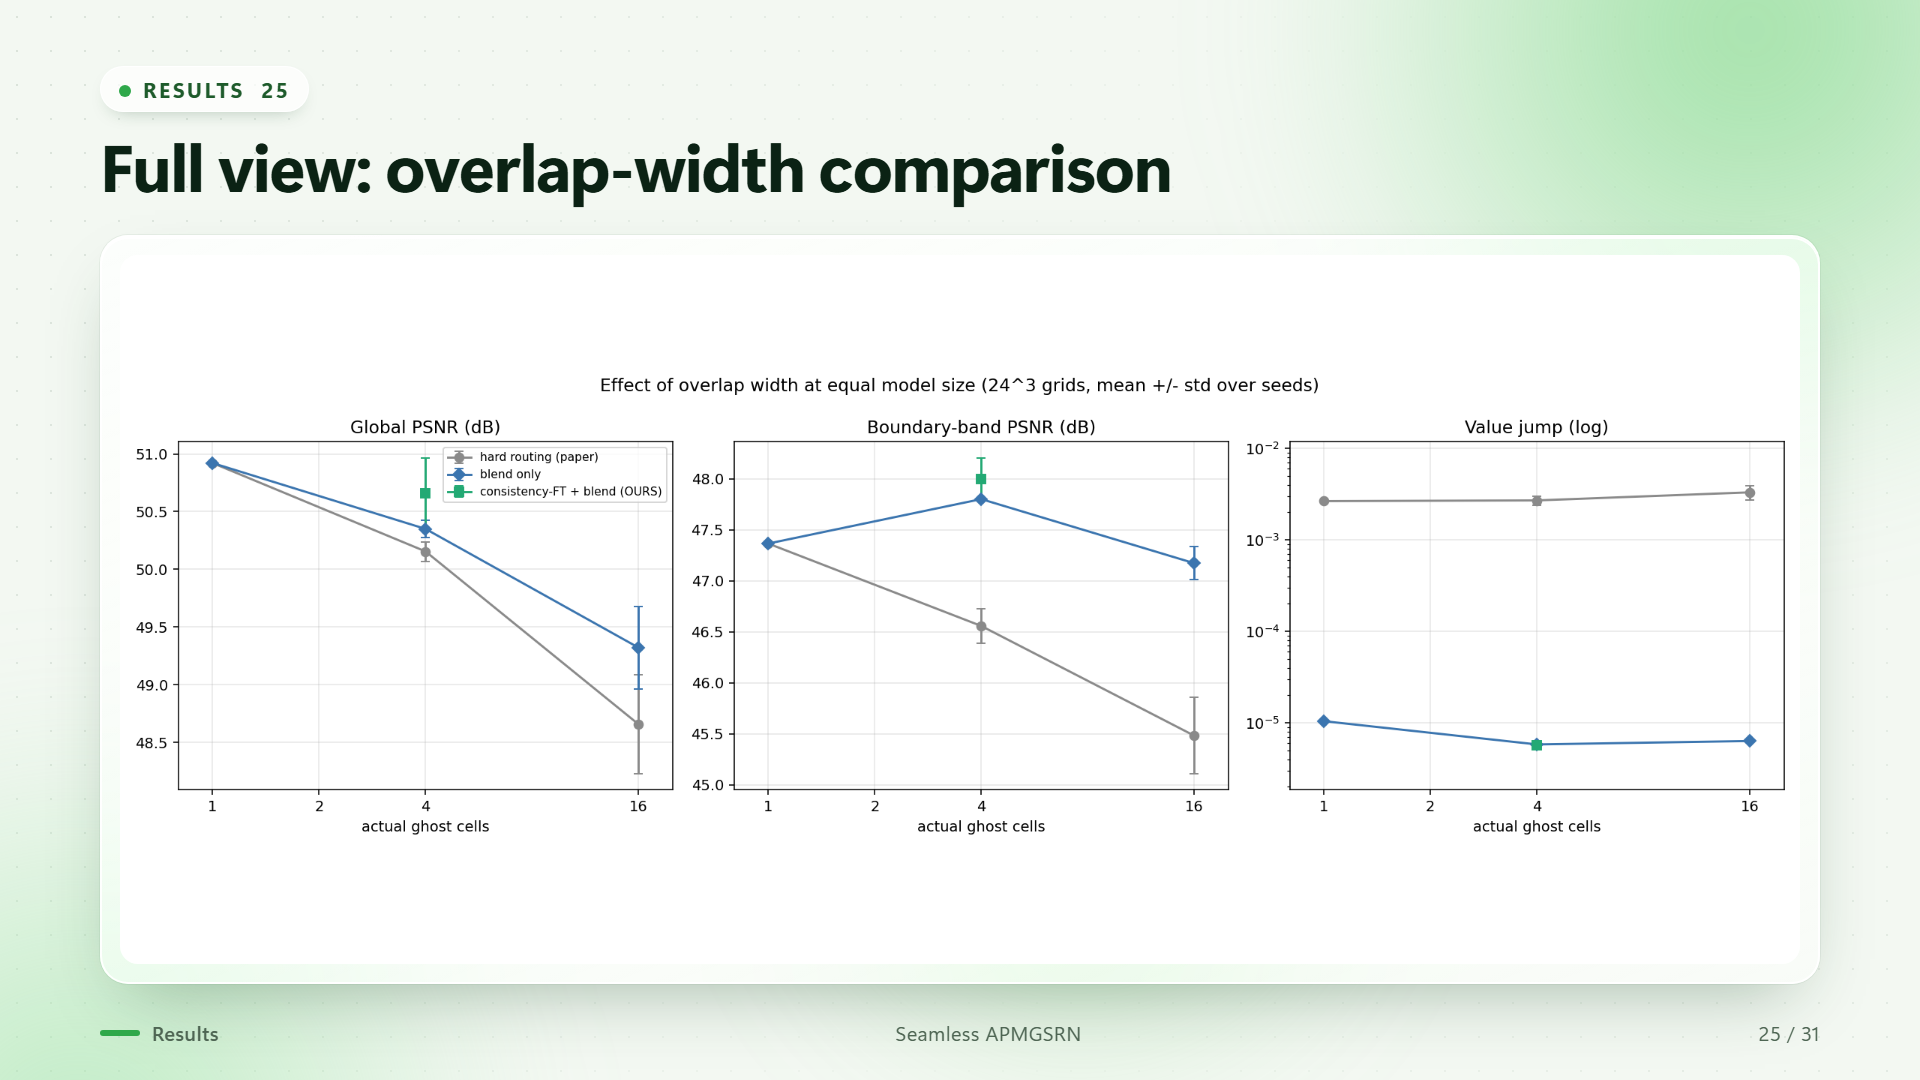 RESULTS 25
Full view: overlap-width comparison
Effect of overlap width at equal model size (24^3 grids, mean +/- std over seeds)
Global PSNR (dB)
51.0
50.5
50.0
49.5
49.0
48.5
hard routing (paper)
blend only
consistency-FT + blend (OURS)
1 2 4 16
actual ghost cells
Boundary-band PSNR (dB)
48.0
47.5
47.0
46.5
46.0
45.5
45.0
1 2 4 16
actual ghost cells
Value jump (log)
10⁻²
10⁻³
10⁻⁴
10⁻⁵
1 2 4 16
actual ghost cells
Results
Seamless APMGSRN
25 / 31